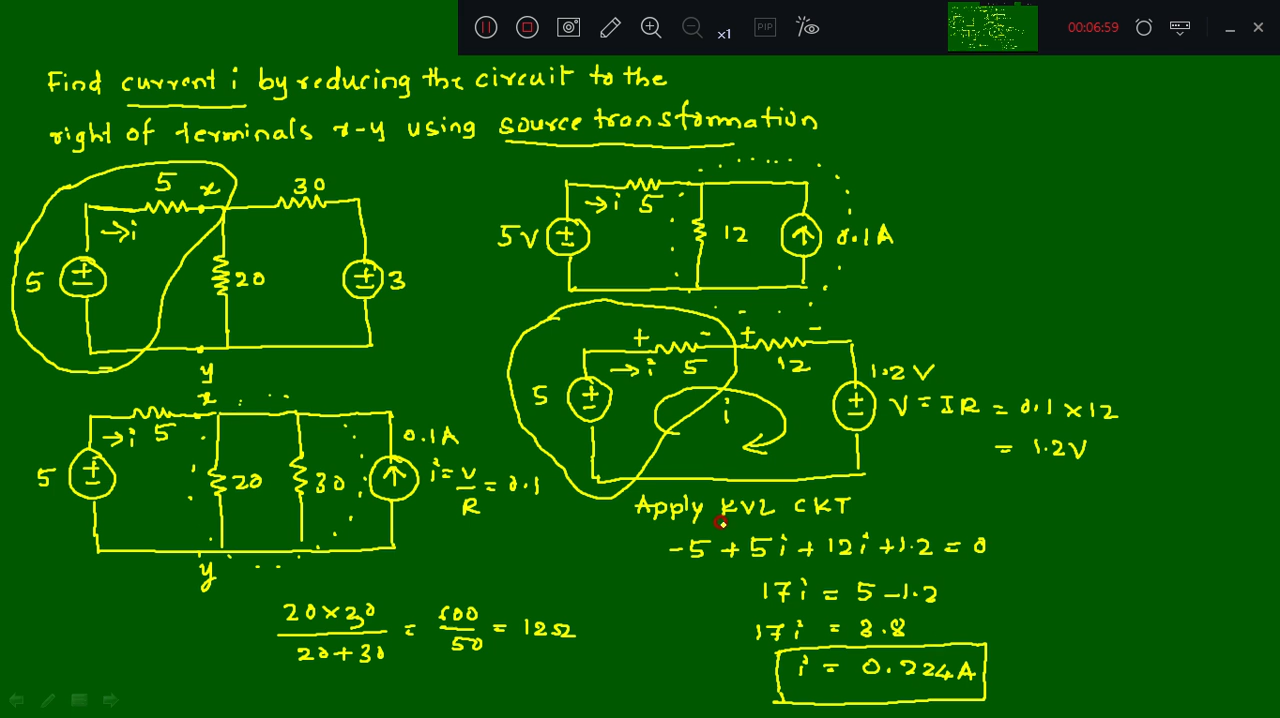 x1
PIP
00:06:59
Find current i by reducing the circuit to the
right of terminals x-y using source transformation
5 x 30
→i
5 20 3
y
5V →i 5 12 0.1A
+ - + -
→i 5 12
5 i 1.2V
V = IR = 0.1 × 12
= 1.2V
x
→i 5
5 20 30 0.1A
i = V/R = 0.1
y
20×30/20+30 = 600/50 = 12Ω
Apply KVL CKT
-5 + 5i + 12i + 1.2 = 0
17i = 5 - 1.2
17i = 3.8
i = 0.224A